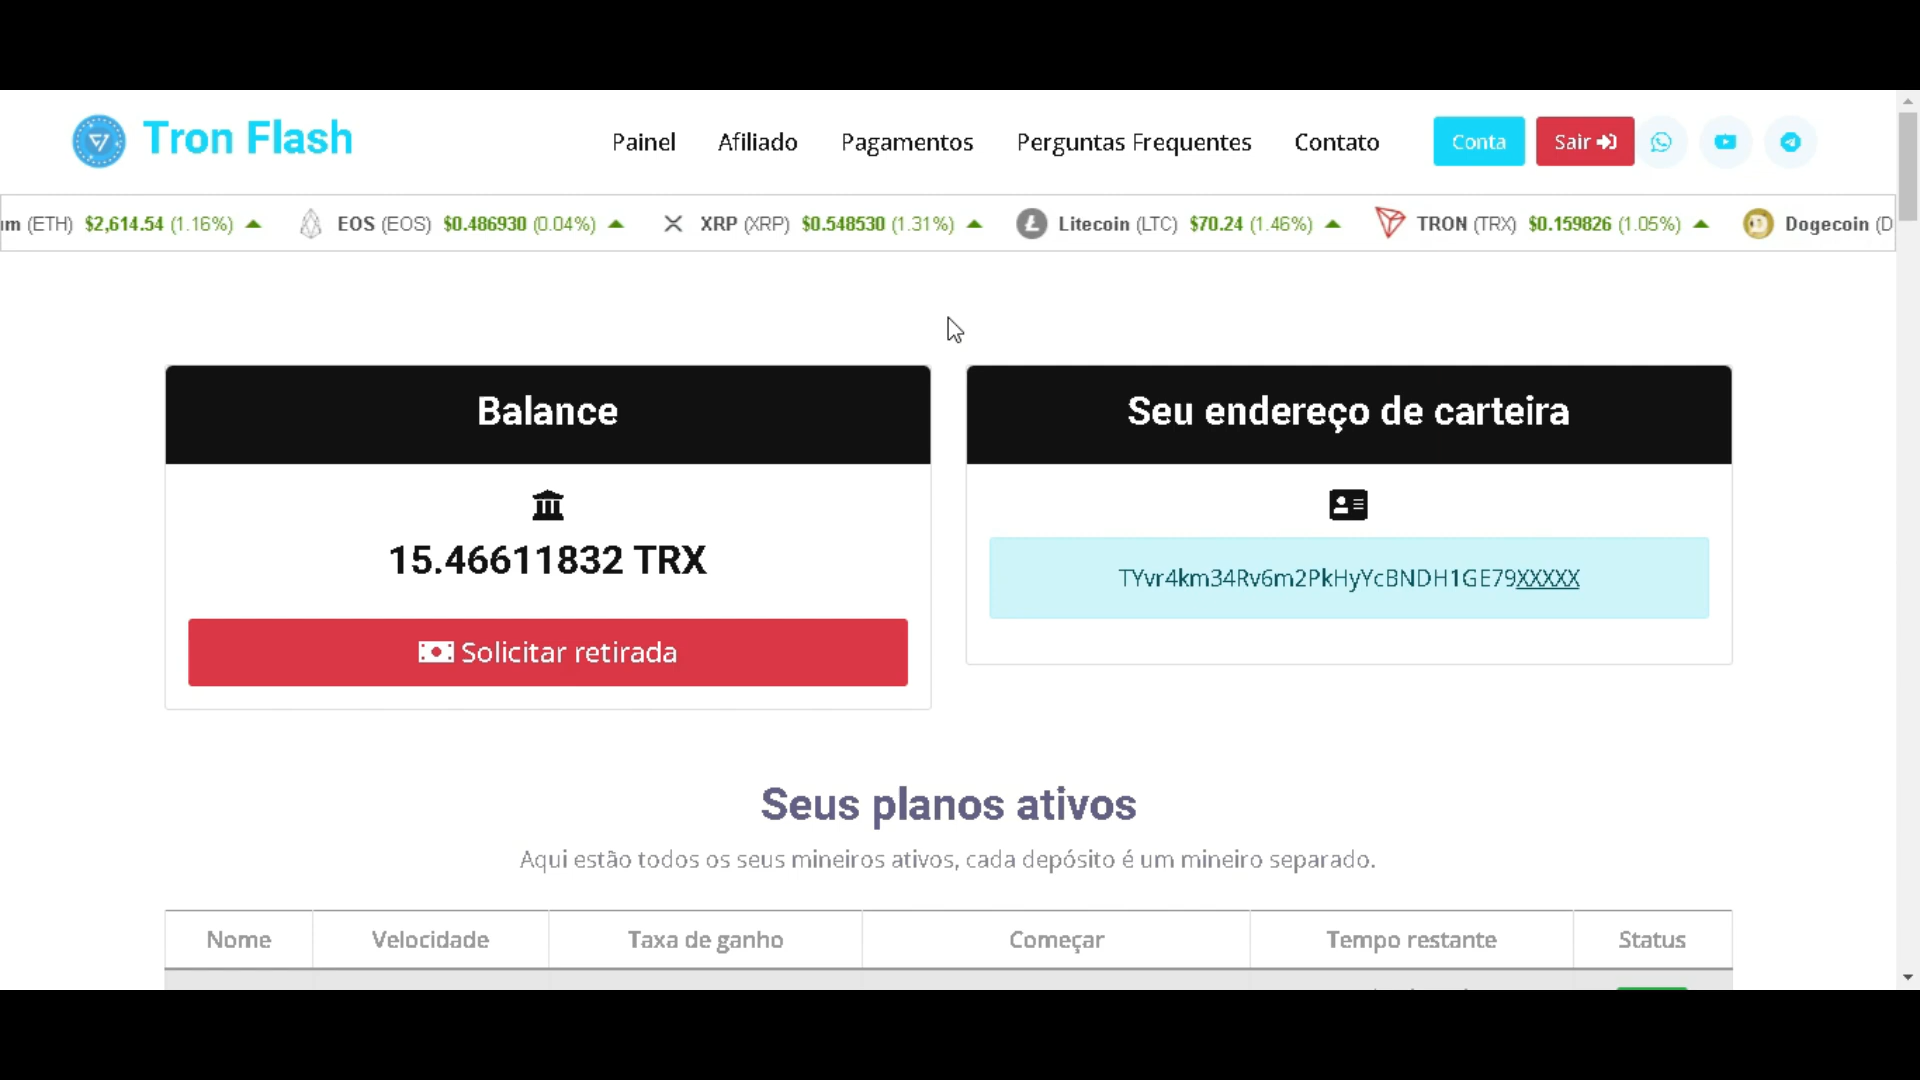 Tron Flash
Painel Afiliado Pagamentos Perguntas Frequentes Contato Conta Sair
um (ETH) $2,614.54 (1.16%) EOS (EOS) $0.486930 (0.04%) XRP (XRP) $0.548530 (1.31%) Litecoin (LTC) $70.24 (1.46%) TRON (TRX) $0.159826 (1.05%) Dogecoin (D
Balance
15.46611832 TRX
Solicitar retirada
Seu endereço de carteira
TYvr4km34Rv6m2PkHyYcBNDH1GE79XXXXX
Seus planos ativos
Aqui estão todos os seus mineiros ativos, cada depósito é um mineiro separado.
Nome Velocidade Taxa de ganho Começar Tempo restante Status